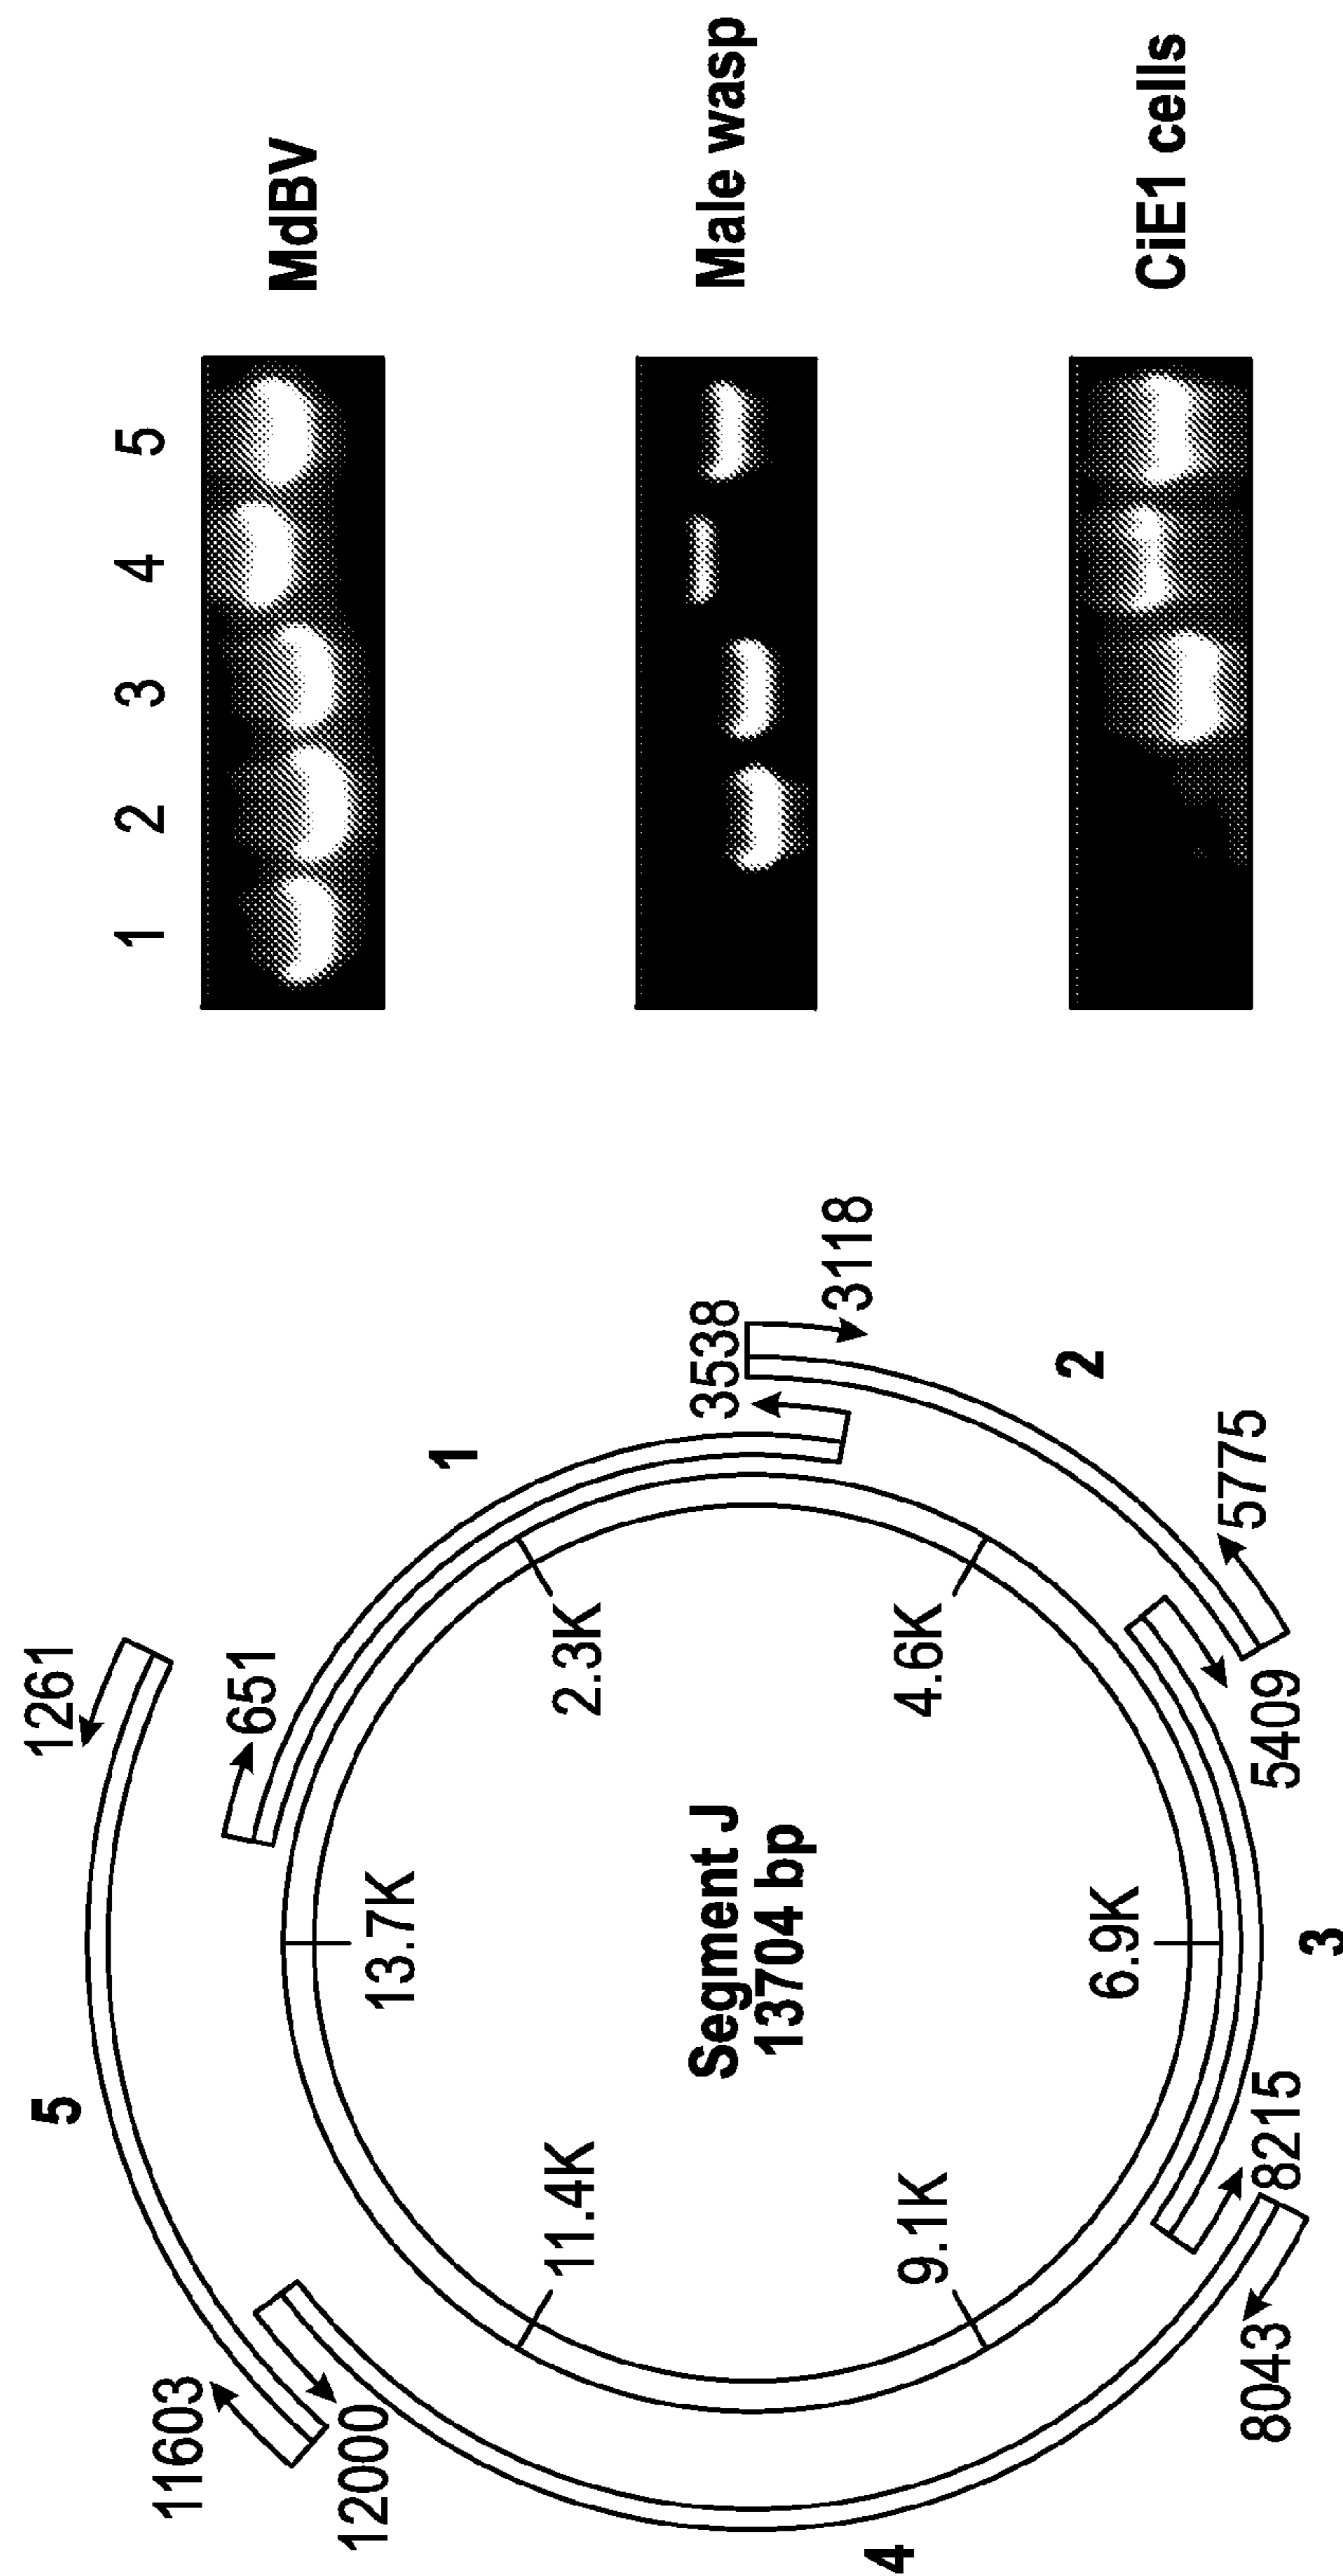 5
1261
11603
651
1
12000
13.7K
11.4K
2.3K
3538
Segment J
13704 bp
3118
4
9.1K
6.9K
4.6K
2
8043
8215
5409
5775
3
1 2 3 4 5
MdBV
Male wasp
CiE1 cells